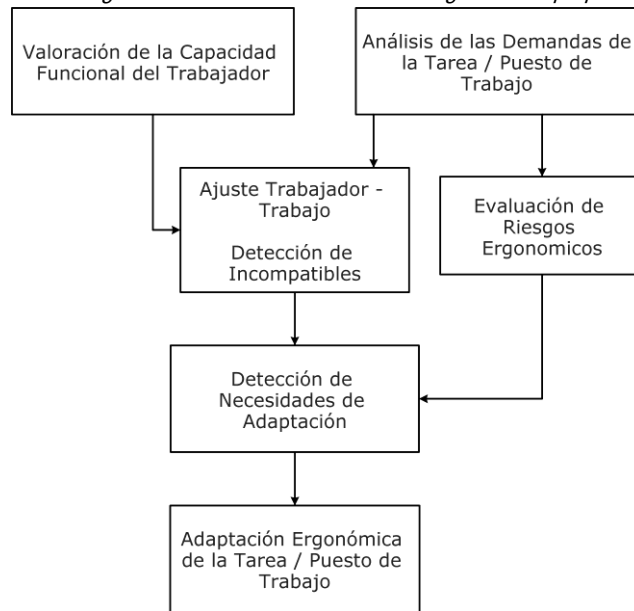 Valoración de la Capacidad
Funcional del Trabajador
Análisis de las Demandas de
la Tarea / Puesto de
Trabajo
Ajuste Trabajador -
Trabajo
Detección de
Incompatibles
Evaluación de
Riesgos
Ergonomicos
Detección de
Necesidades de
Adaptación
Adaptación Ergonómica
de la Tarea / Puesto de
Trabajo